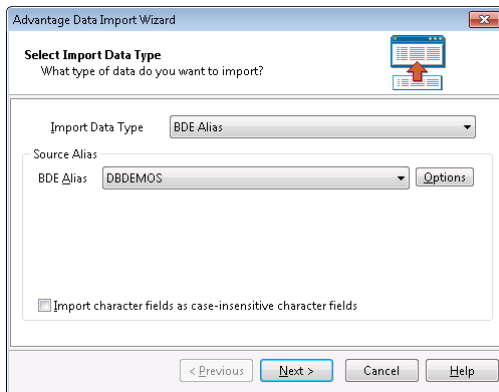 Advantage Data Import Wizard
Select Import Data Type
What type of data do you want to import?
Import Data Type BDE Alias
Source Alias
BDE Alias DBDEMOS Options
Import character fields as case-insensitive character fields
< Previous Next > Cancel Help